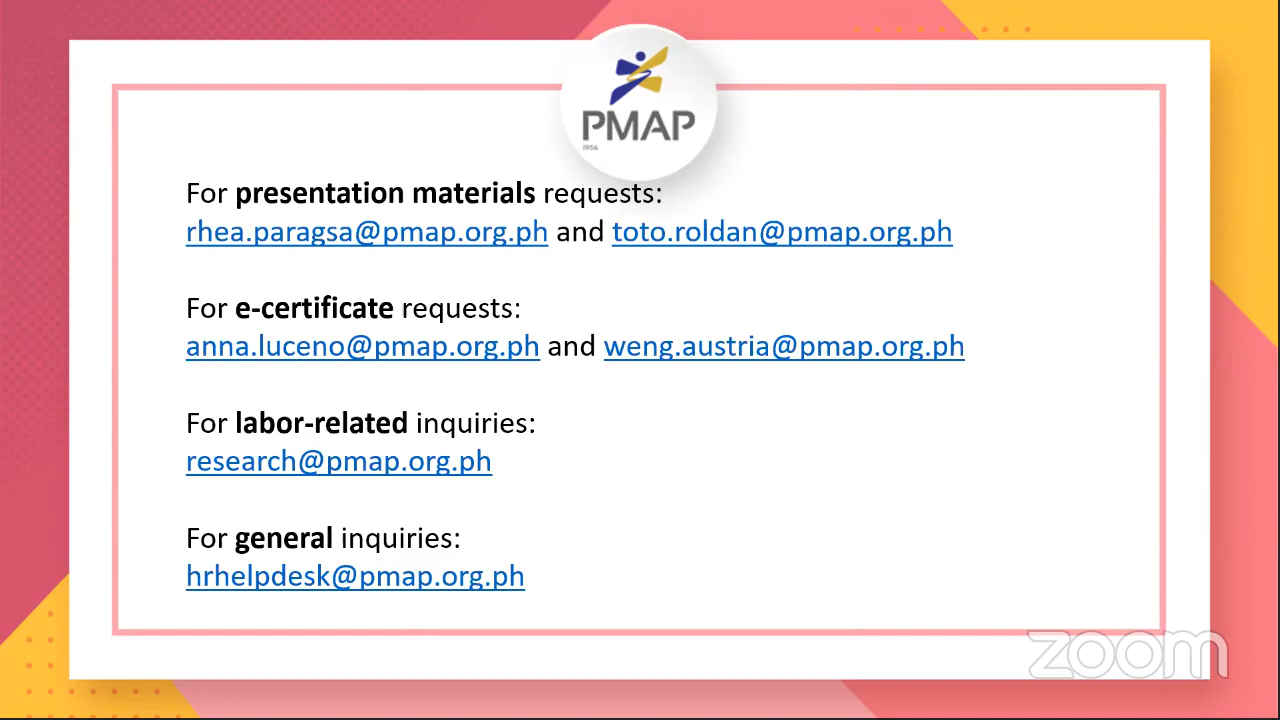 PMAP
1956
For presentation materials requests:
rhea.paragsa@pmap.org.ph and toto.roldan@pmap.org.ph
For e-certificate requests:
anna.luceno@pmap.org.ph and weng.austria@pmap.org.ph
For labor-related inquiries:
research@pmap.org.ph
For general inquiries:
hrhelpdesk@pmap.org.ph
zoom